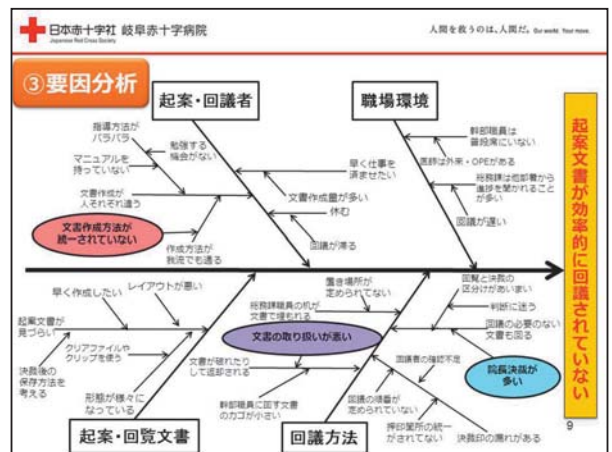 日本赤十字社 岐阜赤十字病院
Japanese Red Cross Society
人間を救うのは、人間だ。 Our world. Your move.
③要因分析
起案・回議者
職場環境
指導方法が
バラバラ
勉強する
機会がない
マニュアルを
持っていない
文書作成が
人それぞれ違う
文書作成方法が
統一されていない
作成方法が
我流でも通る
早く仕事を
済ませたい
文書作成量が多い
休む
回議が滞る
幹部職員は
普段席にいない
医師は外来・OPEがある
総務課は他部署から
進捗を聞かれること
が多い
回議が遅い
起案文書が効率的に回議されていない
早く作成したい
レイアウトが悪い
起案文書が
見づらい
クリアファイルや
クリップを使う
決裁後の
保存方法を
考える
形態が様々に
なっている
置き場所が
定められてない
総務課職員の机が
文書で埋もれる
文書の取り扱いが悪い
文書が破れたり
して返却される
幹部職員に回す文書
のカゴが小さい
回覧と決裁の
区分けがあいまい
判断に迷う
回議の必要のない
文書も回る
院長決裁が
多い
回議者の確認不足
回議の順番が
定められていない
押印箇所の統一
がされてない
決裁印の漏れがある
起案・回覧文書
回議方法
9